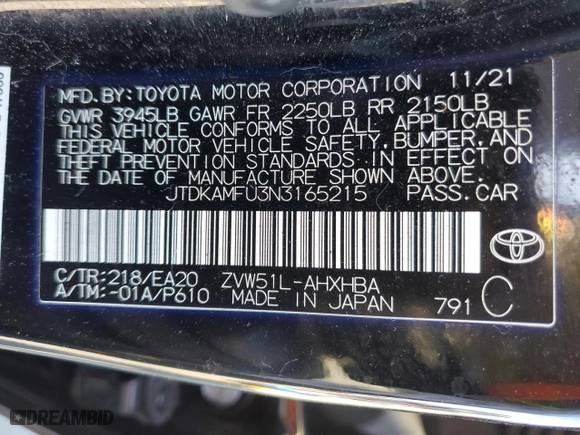 MFD.BY:TOYOTA MOTOR CORPORATION 11/21
GVWR 3945LB GAWR FR 2250LB RR 2150LB
THIS VEHICLE CONFORMS TO ALL APPLICABLE
FEDERAL MOTOR VEHICLE SAFETY,BUMPER,AND
THEFT PREVENTION STANDARDS IN EFFECT ON
THE DATE OF MANUFACTURE SHOWN ABOVE.
JTDKAMFU3N3165215 PASS.CAR
C/TR:218/EA20 ZVW51L-AHXHBA
A/TM:-01A/P610 MADE IN JAPAN 791 C
DREAMBID